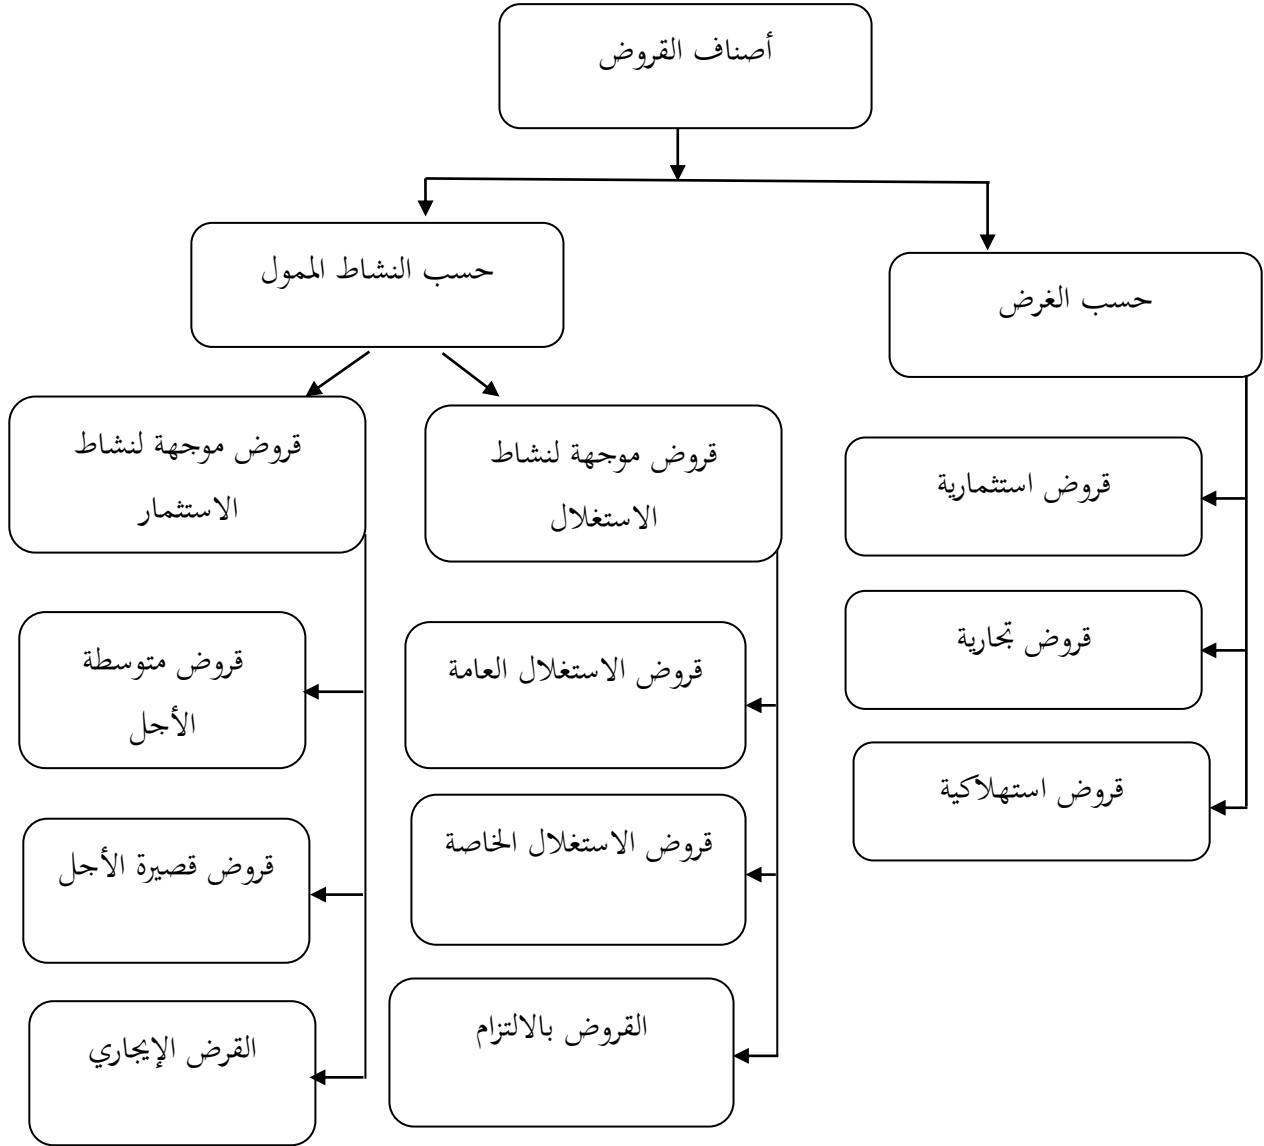 أصناف القروض
حسب الغرض
حسب النشاط الممول
قروض استثمارية
قروض تجارية
قروض استهلاكية
قروض موجهة لنشاط
الاستغلال
قروض الاستغلال العامة
قروض الاستغلال الخاصة
القروض بالالتزام
قروض موجهة لنشاط
الاستثمار
قروض متوسطة
الأجل
قروض قصيرة الأجل
القرض الإيجاري